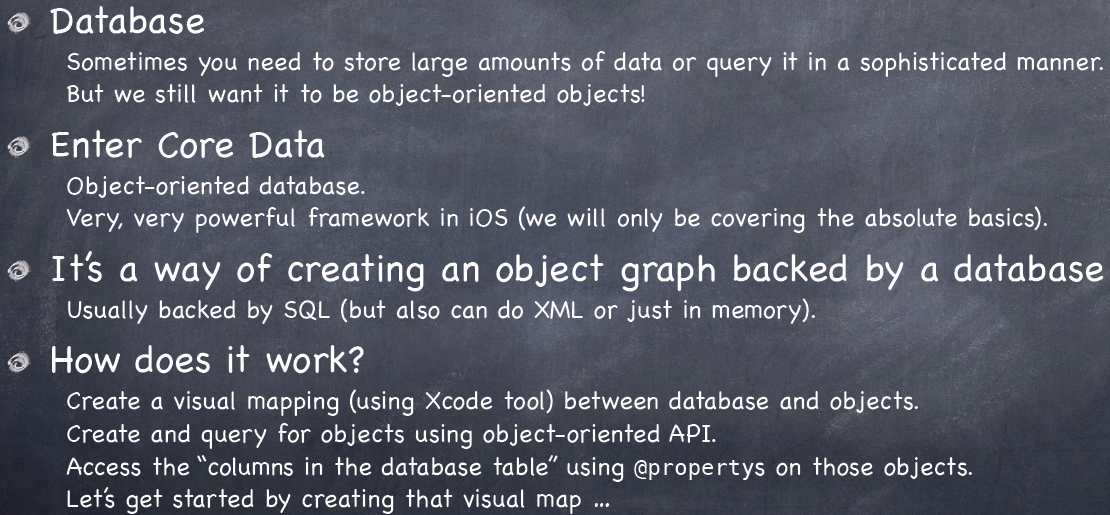 Database
Sometimes you need to store large amounts of data or query it in a sophisticated manner.
But we still want it to be object-oriented objects!
Enter Core Data
Object-oriented database.
Very, very powerful framework in iOS (we will only be covering the absolute basics).
It's a way of creating an object graph backed by a database
Usually backed by SQL (but also can do XML or just in memory).
How does it work?
Create a visual mapping (using Xcode tool) between database and objects.
Create and query for objects using object-oriented API.
Access the “columns in the database table” using @propertys on those objects.
Let's get started by creating that visual map ...